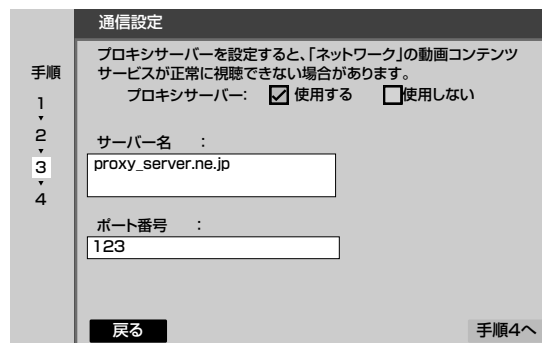 通信設定
プロキシサーバーを設定すると、「ネットワーク」の動画コンテンツ
サービスが正常に視聴できない場合があります。
プロキシサーバー: 使用する 使用しない
手順
1
2
3
4
サーバー名 :
proxy_server.ne.jp
ポート番号 :
123
戻る
手順4へ